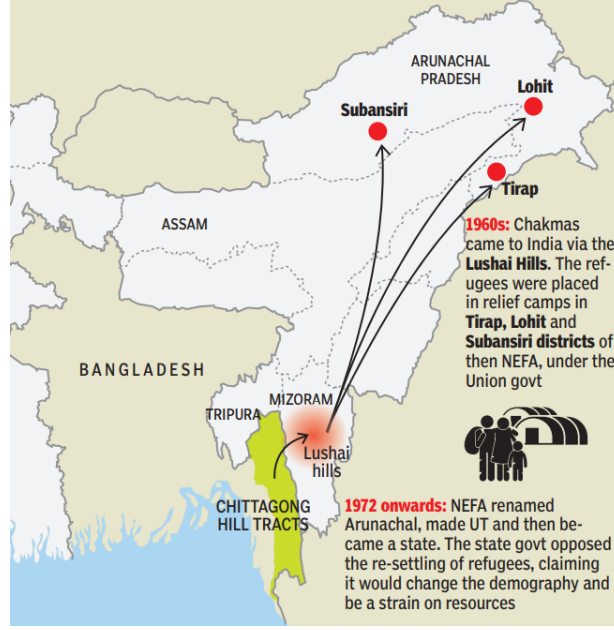 ARUNACHAL
PRADESH
Lohit
Subansiri
Tirap
ASSAM
1960s: Chakmas
came to India via the
Lushai Hills. The ref-
ugees were placed
in relief camps in
Tirap, Lohit and
Subansiri districts of
then NEFA, under the
Union govt
BANGLADESH
MIZORAM
TRIPURA
Lushai
hills
CHITTAGONG
HILL TRACTS
1972 onwards: NEFA renamed
Arunachal, made UT and then be-
came a state. The state govt opposed
the re-settling of refugees, claiming
it would change the demography and
be a strain on resources